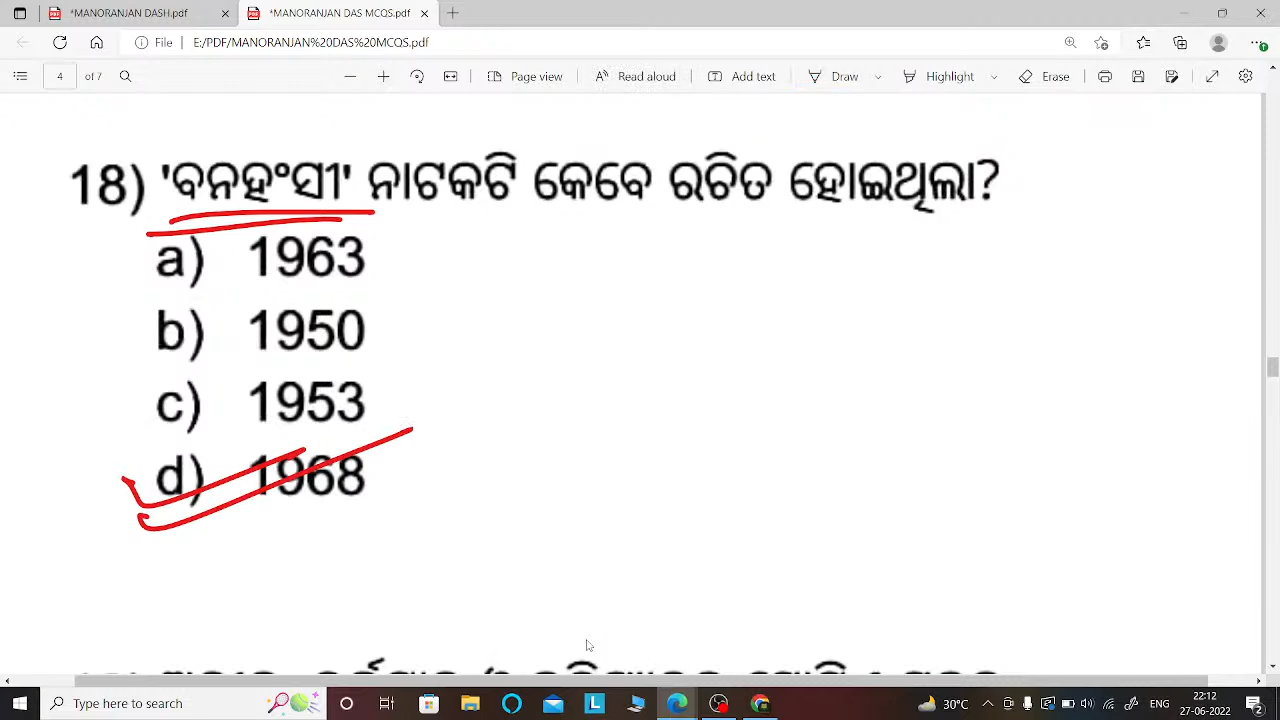 *MANORANJAN DASH.pdf
*MANORANJAN DAS MCQS.pdf
File
E:/PDF/MANORANJAN%20DAS%20MCQS.pdf
4
of 7
Page view
Read aloud
Add text
Draw
Highlight
Erase
18) 'ବନହଂସୀ' ନାଟକଟି କେବେ ରଚିତ ହୋଇଥିଲା?
a) 1963
b) 1950
c) 1953
d) 1968
Type here to search
30°C
ENG
22:12
27-06-2022
2